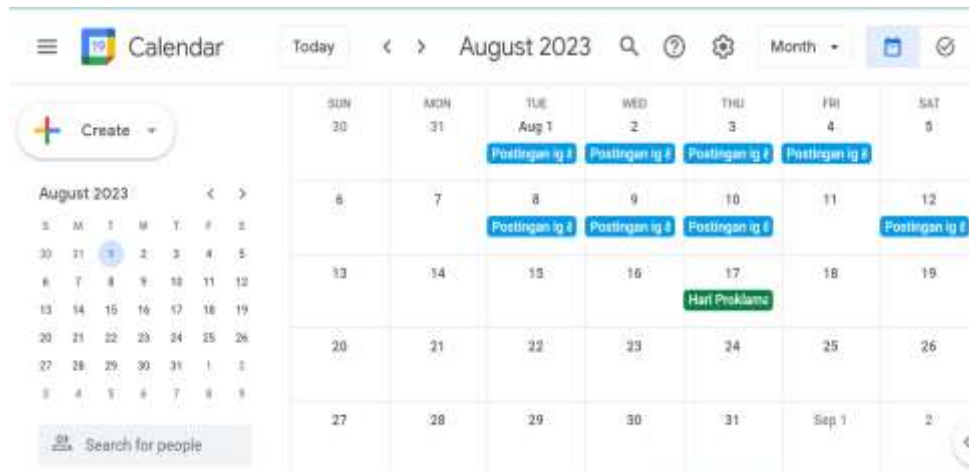 19 Calendar Today August 2023 Month
Create
August 2023
S M T W T F S
30 31 1 2 3 4 5
6 7 8 9 10 11 12
13 14 15 16 17 18 19
20 21 22 23 24 25 26
27 28 29 30 31 1 2
3 4 5 6 7 8 9
Search for people
SUN MON TUE WED THU FRI SAT
30 31 Aug 1 2 3 4 5
Postingan ig Postingan ig Postingan ig Postingan ig
6 7 8 9 10 11 12
Postingan ig Postingan ig Postingan ig Postingan ig
13 14 15 16 17 18 19
Hari Proklama
20 21 22 23 24 25 26
27 28 29 30 31 Sep 1 2